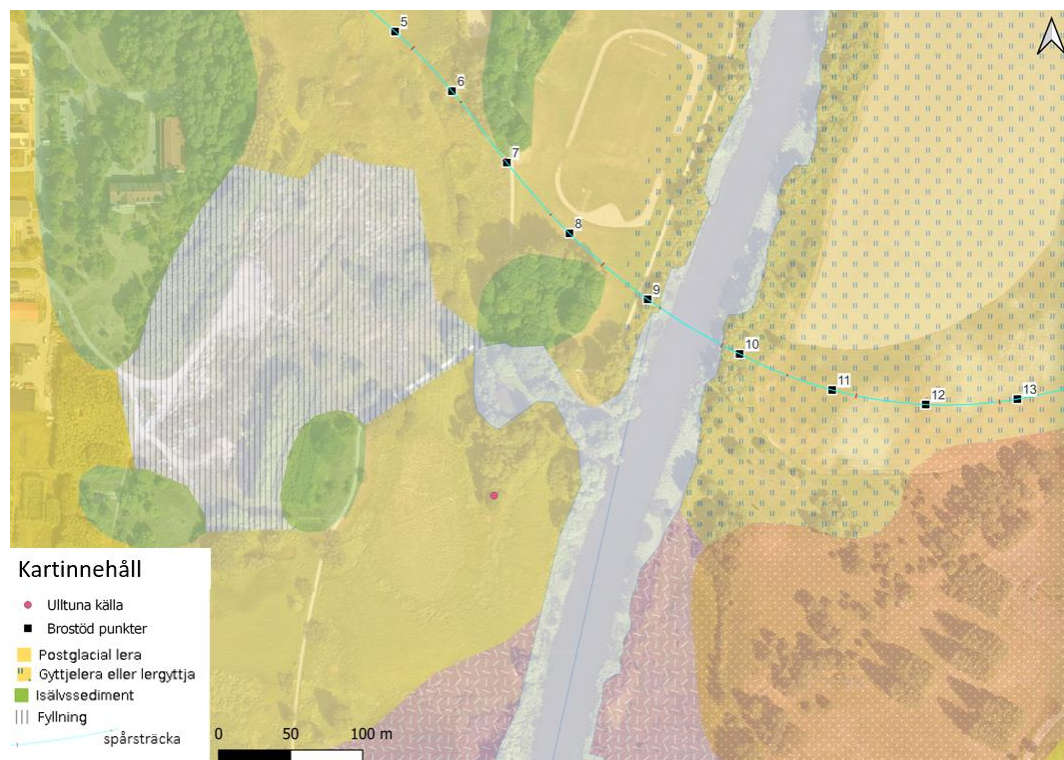 5
6
7
8
9
10
11
12
13
Kartinnehåll
Ulltuna källa
Brostöd punkter
Postglacial lera
Gyttjelera eller lergyttja
Isälvssediment
Fyllning
spårsträcka
0 50 100 m